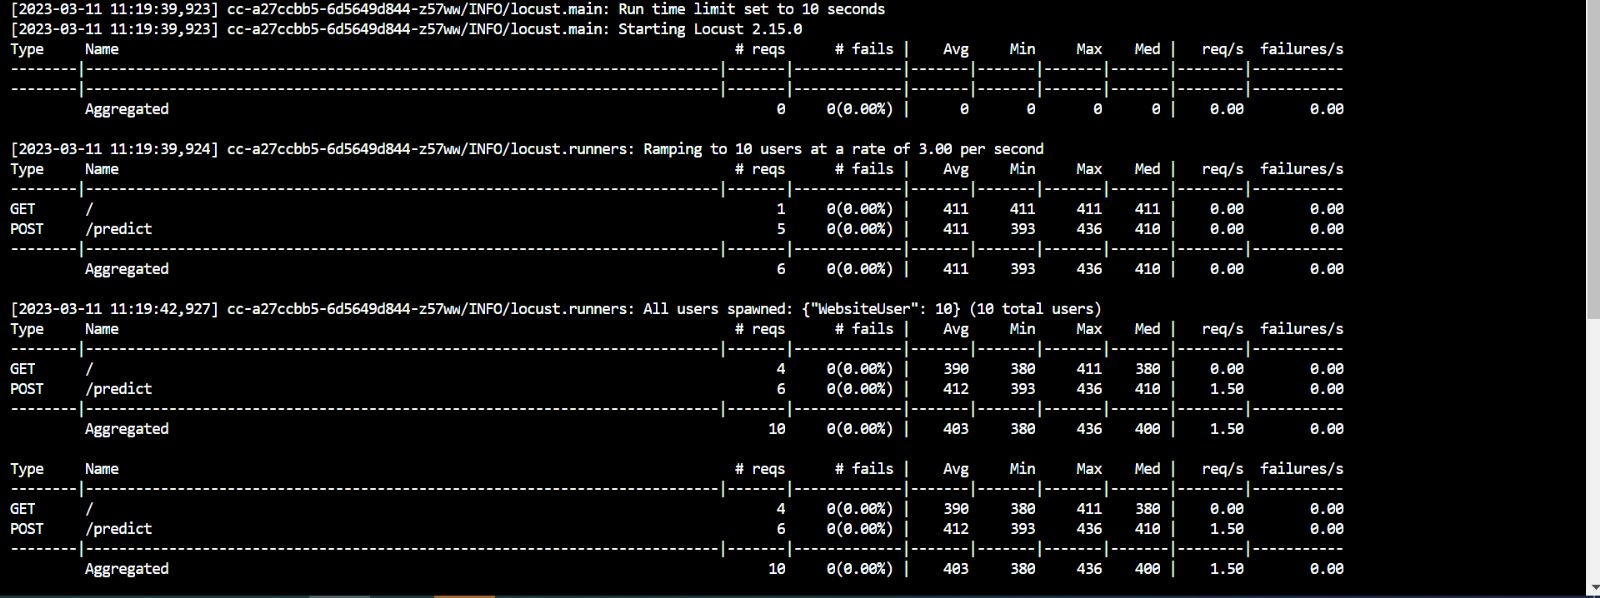 [2023-03-11 11:19:39,923] cc-a27ccbb5-6d5649d844-z57ww/INFO/locust.main: Run time limit set to 10 seconds
[2023-03-11 11:19:39,923] cc-a27ccbb5-6d5649d844-z57ww/INFO/locust.main: Starting Locust 2.15.0
Type     Name                                                                          # reqs      # fails |    Avg     Min     Max    Med |   req/s  failures/s
--------|----------------------------------------------------------------------------|-------|-------------|-------|-------|-------|-------|--------|-----------
--------|----------------------------------------------------------------------------|-------|-------------|-------|-------|-------|-------|--------|-----------
         Aggregated                                                                         0     0(0.00%) |      0       0       0      0 |    0.00        0.00
[2023-03-11 11:19:39,924] cc-a27ccbb5-6d5649d844-z57ww/INFO/locust.runners: Ramping to 10 users at a rate of 3.00 per second
Type     Name                                                                          # reqs      # fails |    Avg     Min     Max    Med |   req/s  failures/s
--------|----------------------------------------------------------------------------|-------|-------------|-------|-------|-------|-------|--------|-----------
GET      /                                                                                  1     0(0.00%) |    411     411     411    411 |    0.00        0.00
POST     /predict                                                                           5     0(0.00%) |    411     393     436    410 |    0.00        0.00
--------|----------------------------------------------------------------------------|-------|-------------|-------|-------|-------|-------|--------|-----------
         Aggregated                                                                         6     0(0.00%) |    411     393     436    410 |    0.00        0.00
[2023-03-11 11:19:42,927] cc-a27ccbb5-6d5649d844-z57ww/INFO/locust.runners: All users spawned: {"WebsiteUser": 10} (10 total users)
Type     Name                                                                          # reqs      # fails |    Avg     Min     Max    Med |   req/s  failures/s
--------|----------------------------------------------------------------------------|-------|-------------|-------|-------|-------|-------|--------|-----------
GET      /                                                                                  4     0(0.00%) |    390     380     411    380 |    0.00        0.00
POST     /predict                                                                           6     0(0.00%) |    412     393     436    410 |    1.50        0.00
--------|----------------------------------------------------------------------------|-------|-------------|-------|-------|-------|-------|--------|-----------
         Aggregated                                                                        10     0(0.00%) |    403     380     436    400 |    1.50        0.00
Type     Name                                                                          # reqs      # fails |    Avg     Min     Max    Med |   req/s  failures/s
--------|----------------------------------------------------------------------------|-------|-------------|-------|-------|-------|-------|--------|-----------
GET      /                                                                                  4     0(0.00%) |    390     380     411    380 |    0.00        0.00
POST     /predict                                                                           6     0(0.00%) |    412     393     436    410 |    1.50        0.00
--------|----------------------------------------------------------------------------|-------|-------------|-------|-------|-------|-------|--------|-----------
         Aggregated                                                                        10     0(0.00%) |    403     380     436    400 |    1.50        0.00